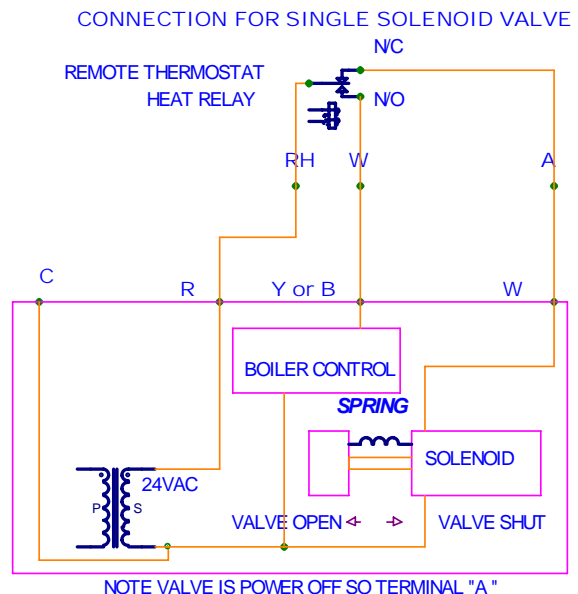 CONNECTION FOR SINGLE SOLENOID VALVE
N/C
REMOTE THERMOSTAT
HEAT RELAY
N/O
RH W A
C R Y or B W
BOILER CONTROL
SPRING
SOLENOID
24VAC
P S
VALVE OPEN VALVE SHUT
NOTE VALVE IS POWER OFF SO TERMINAL "A "